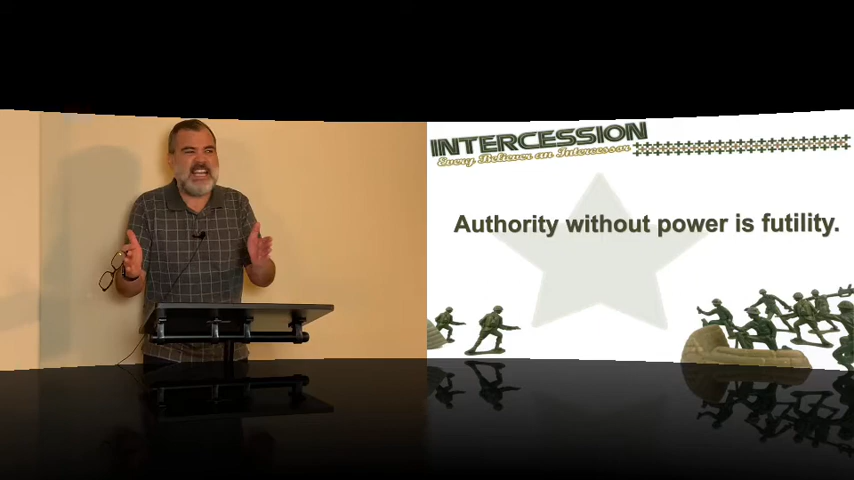 INTERCESSION
Every Believer an Intercessor
Authority without power is futility.